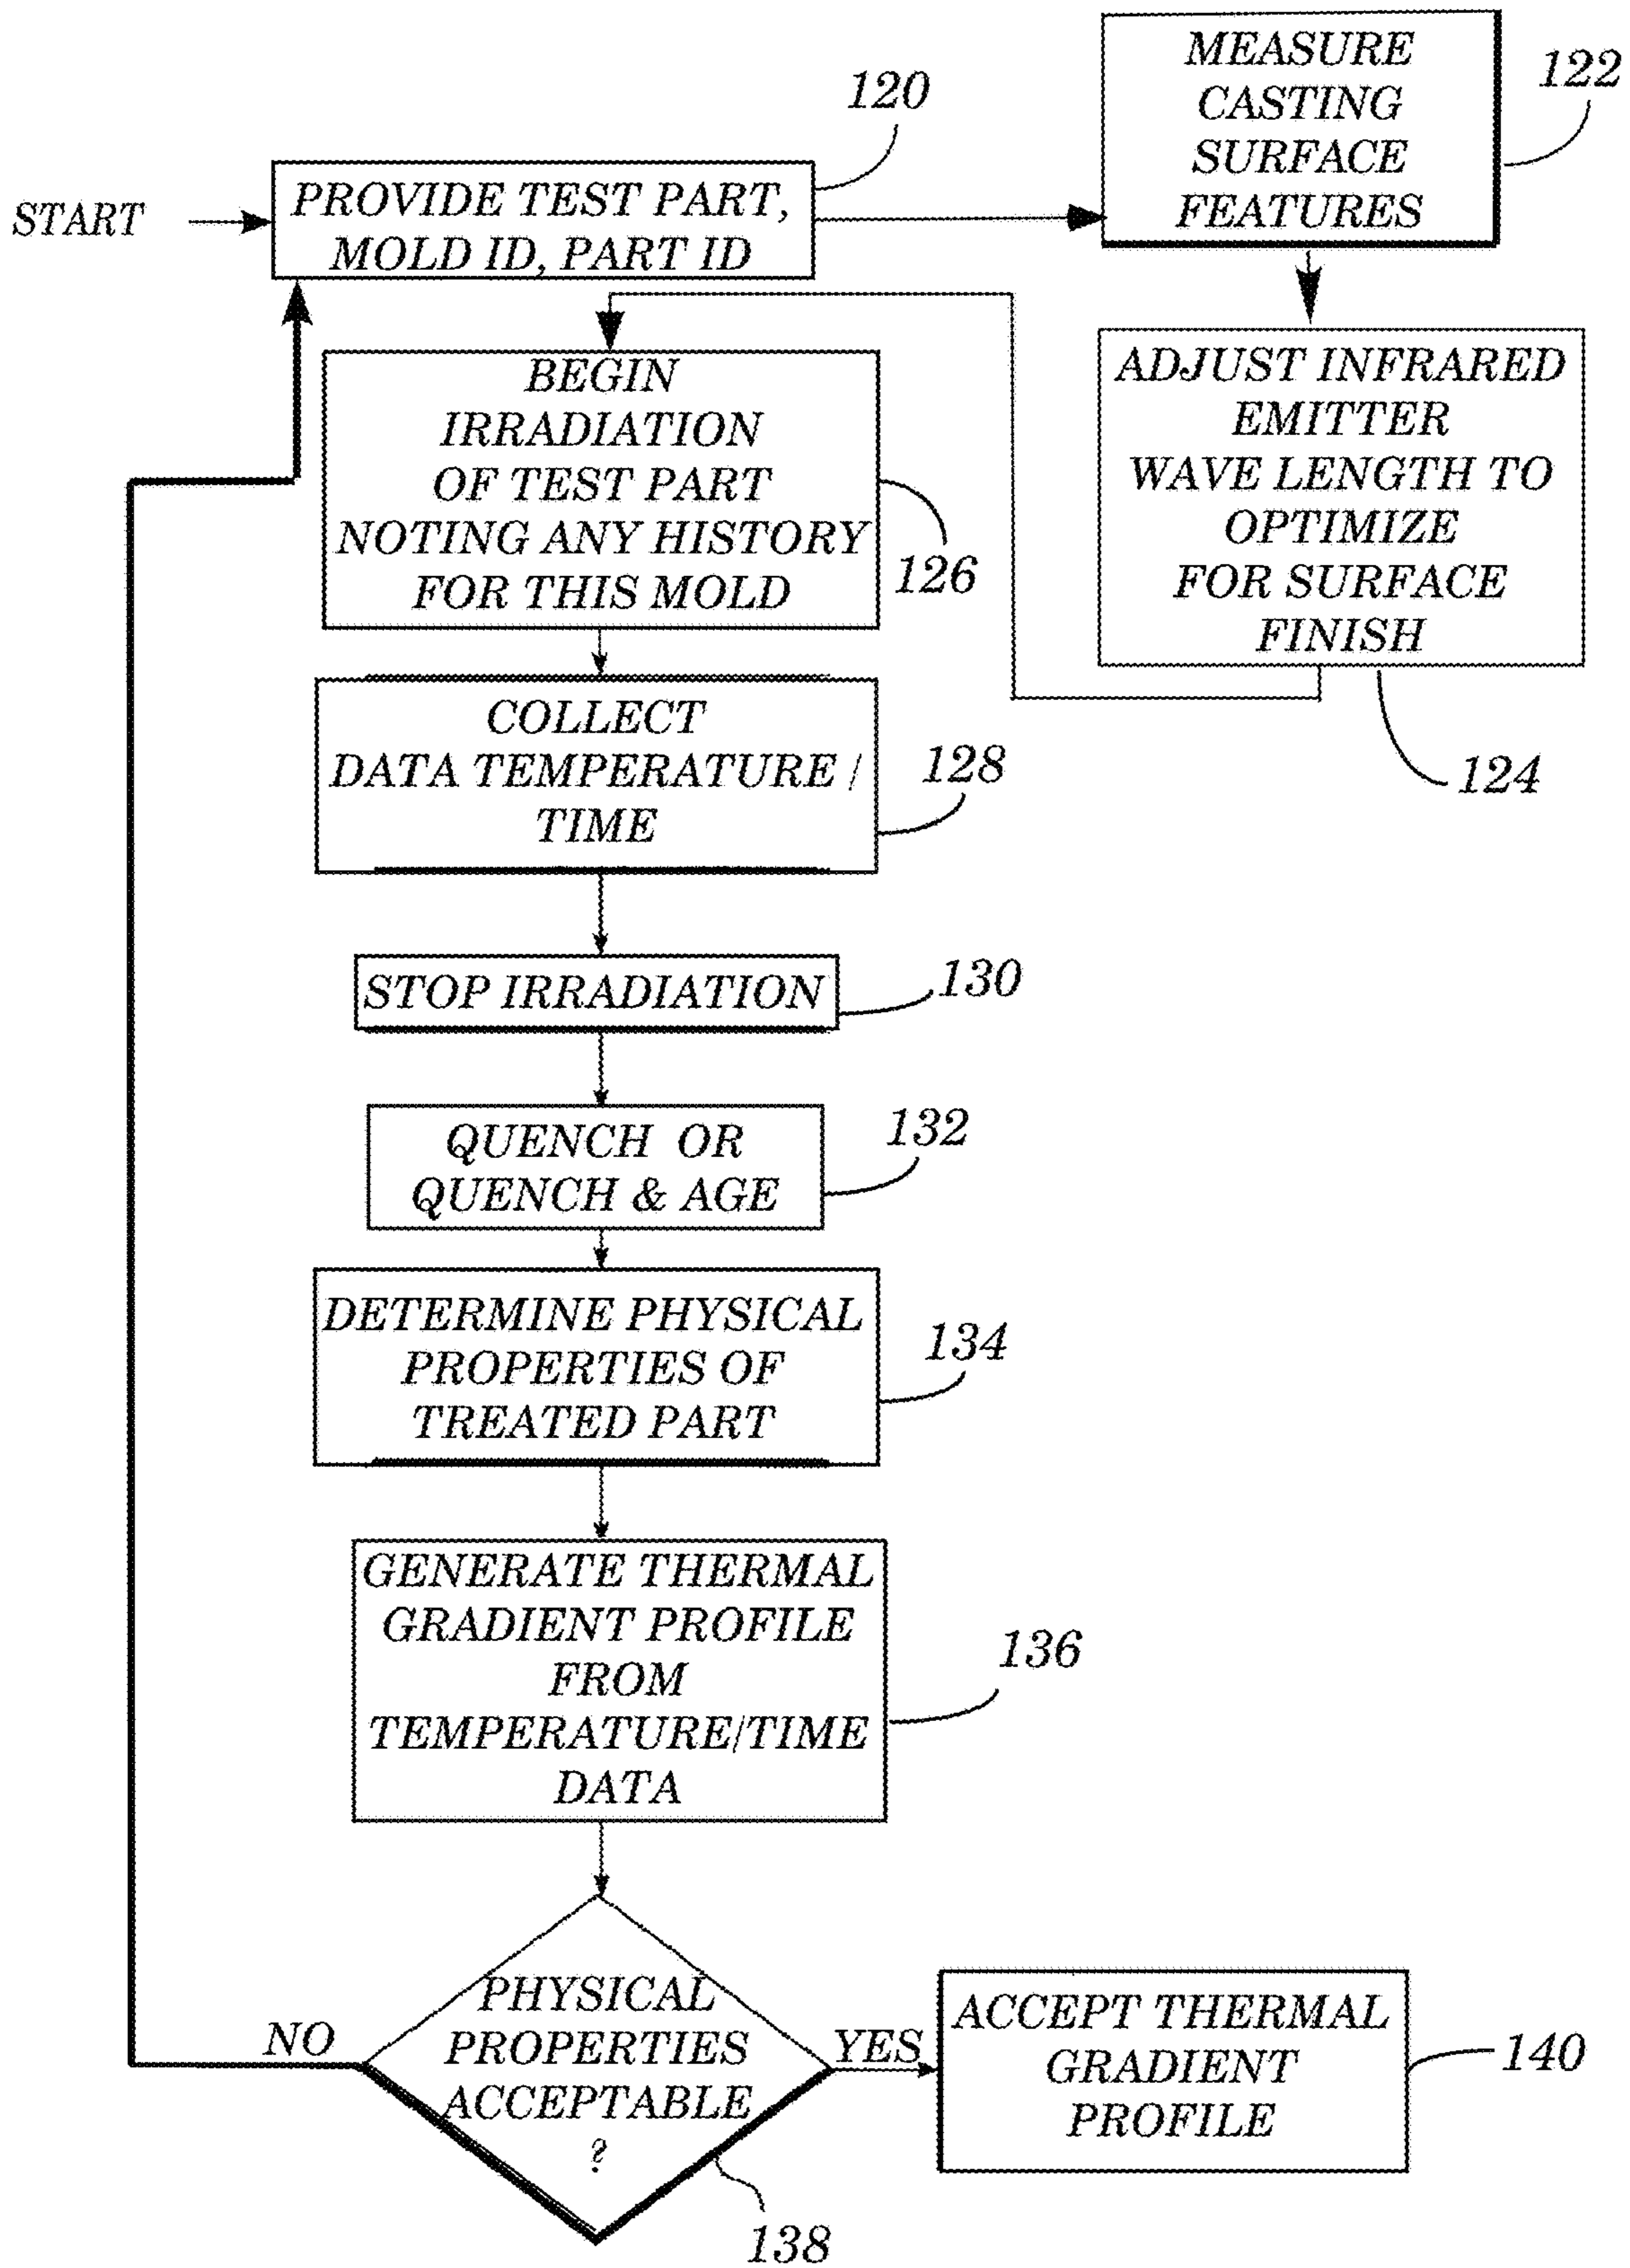 START
120
PROVIDE TEST PART,
MOLD ID, PART ID
MEASURE
CASTING
SURFACE
FEATURES
122
ADJUST INFRARED
EMITTER
WAVE LENGTH TO
OPTIMIZE
FOR SURFACE
FINISH
124
BEGIN
IRRADIATION
OF TEST PART
NOTING ANY HISTORY
FOR THIS MOLD
126
COLLECT
DATA TEMPERATURE /
TIME
128
STOP IRRADIATION
130
QUENCH OR
QUENCH & AGE
132
DETERMINE PHYSICAL
PROPERTIES OF
TREATED PART
134
GENERATE THERMAL
GRADIENT PROFILE
FROM
TEMPERATURE/TIME
DATA
136
PHYSICAL
PROPERTIES
ACCEPTABLE
?
138
NO
YES
ACCEPT THERMAL
GRADIENT
PROFILE
140